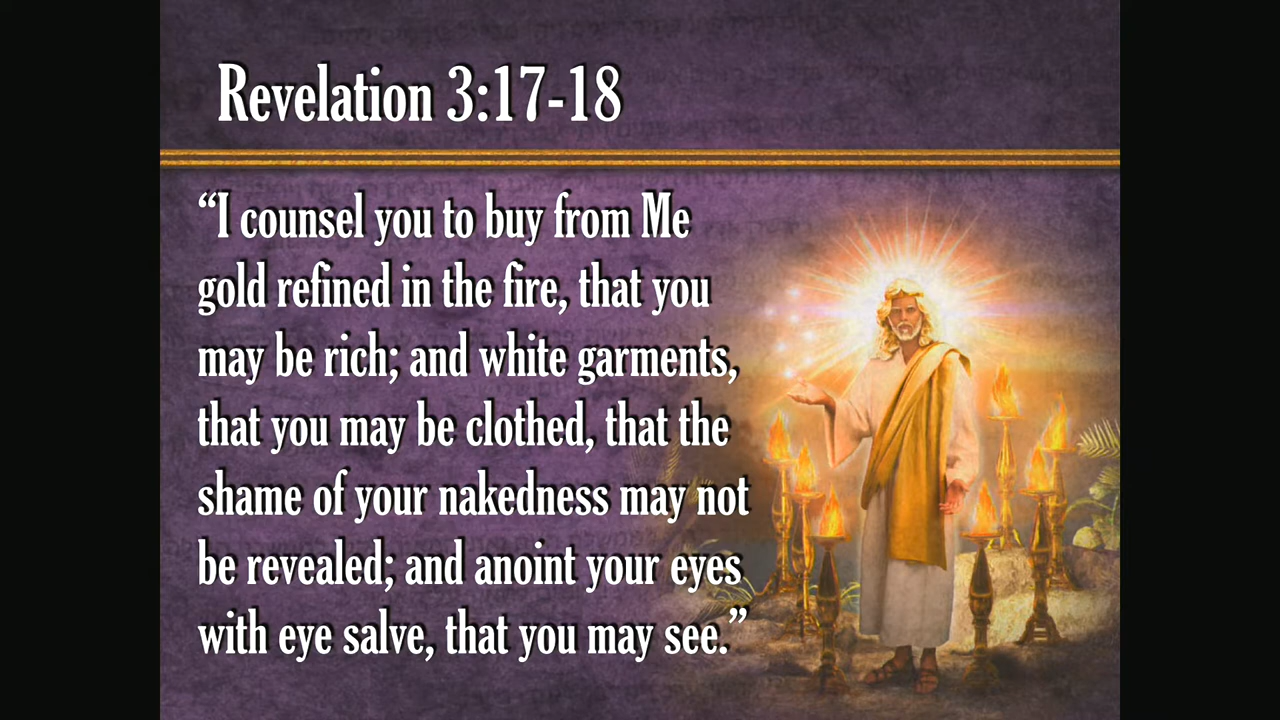 Revelation 3:17-18
“I counsel you to buy from Me
gold refined in the fire, that you
may be rich; and white garments,
that you may be clothed, that the
shame of your nakedness may not
be revealed; and anoint your eyes
with eye salve, that you may see.”